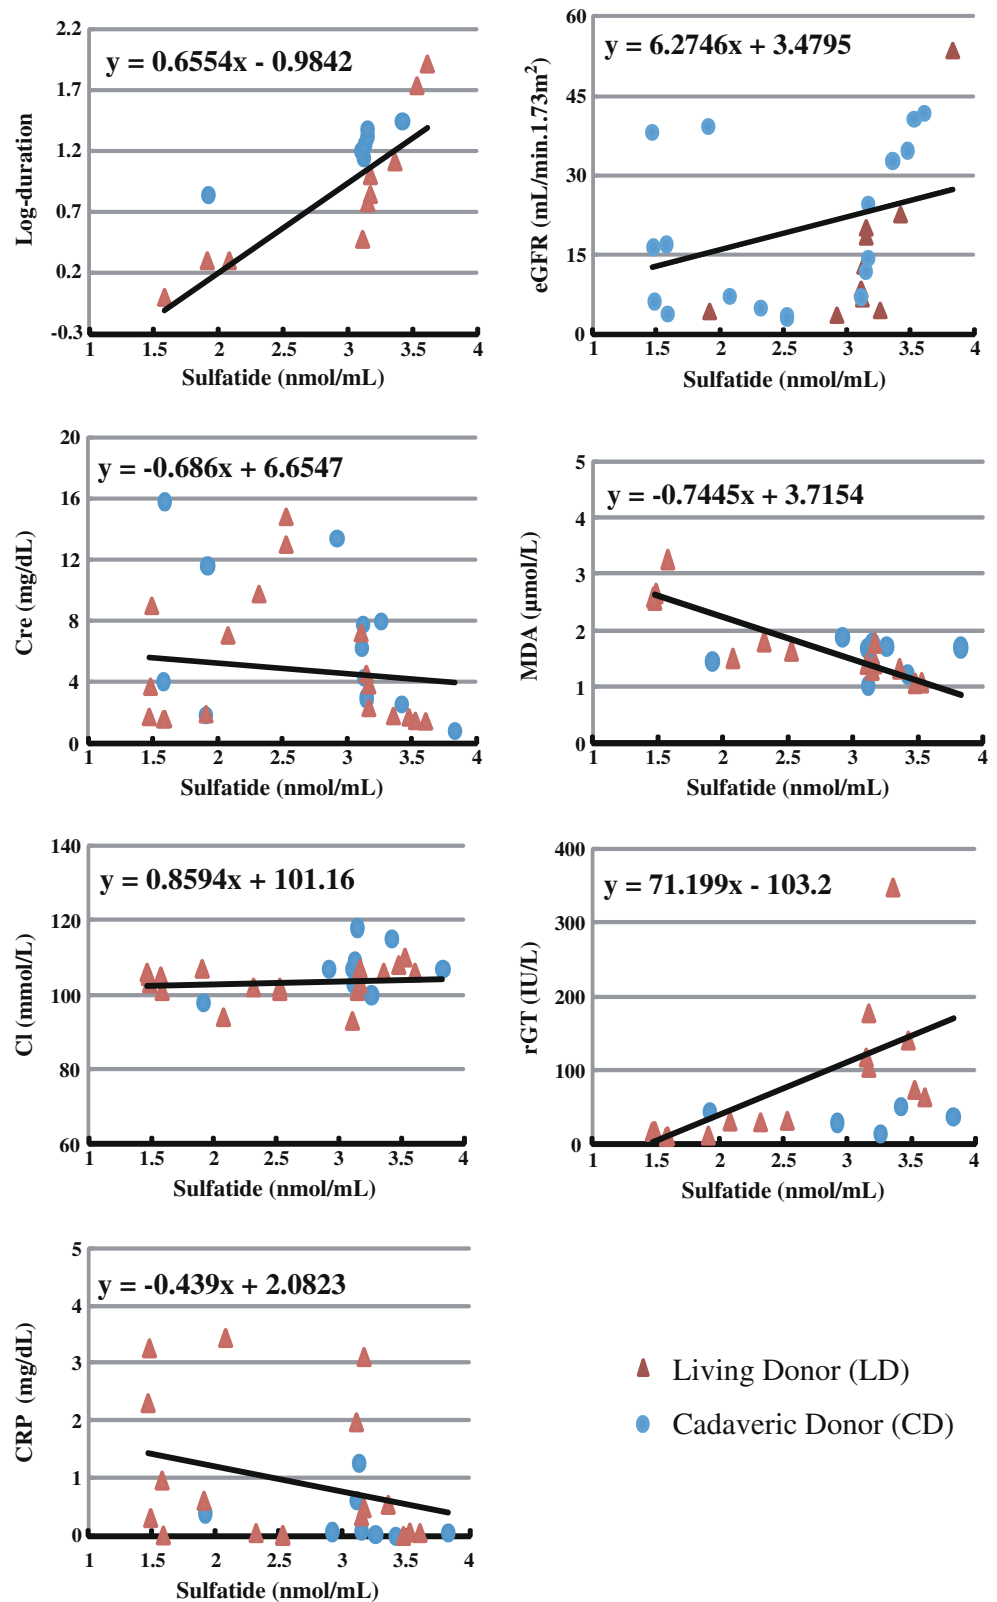 2.2
1.7
1.2
0.7
0.2
-0.3
Log-duration
y = 0.6554x - 0.9842
1 1.5 2 2.5 3 3.5 4
Sulfatide (nmol/mL)
60
45
30
15
0
eGFR (mL/min.1.73m²)
y = 6.2746x + 3.4795
1 1.5 2 2.5 3 3.5 4
Sulfatide (nmol/mL)
20
16
12
8
4
0
Cre (mg/dL)
y = -0.686x + 6.6547
1 1.5 2 2.5 3 3.5 4
Sulfatide (nmol/mL)
5
4
3
2
1
0
MDA (µmol/L)
y = -0.7445x + 3.7154
1 1.5 2 2.5 3 3.5 4
Sulfatide (nmol/mL)
140
120
100
80
60
Cl (mmol/L)
y = 0.8594x + 101.16
1 1.5 2 2.5 3 3.5 4
Sulfatide (nmol/mL)
400
300
200
100
0
rGT (IU/L)
y = 71.199x - 103.2
1 1.5 2 2.5 3 3.5 4
Sulfatide (nmol/mL)
5
4
3
2
1
0
CRP (mg/dL)
y = -0.439x + 2.0823
1 1.5 2 2.5 3 3.5 4
Sulfatide (nmol/mL)
Living Donor (LD)
Cadaveric Donor (CD)